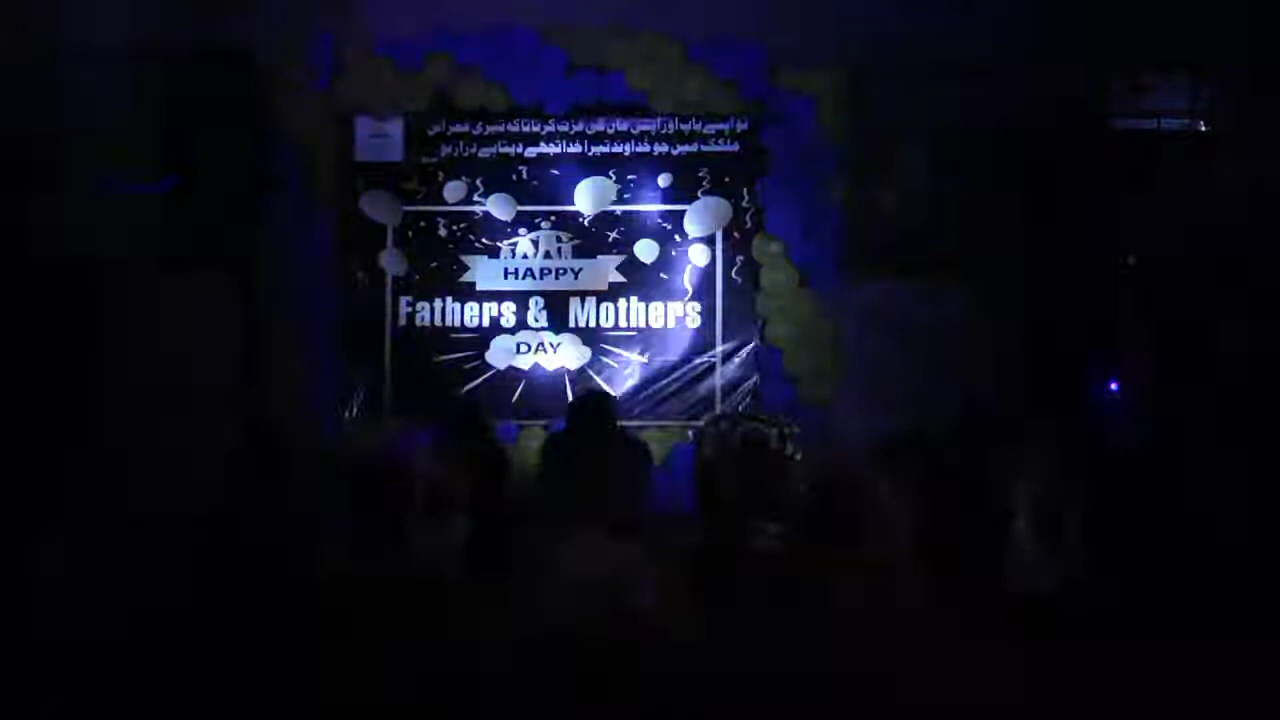 تو اپنے باپ اور اپنی ماں کی عزت کرنا تاکہ تیری عمر اس
ملک میں جو خداوند تیرا خدا تجھے دیتا ہے دراز ہو۔
HAPPY
Fathers & Mothers
DAY